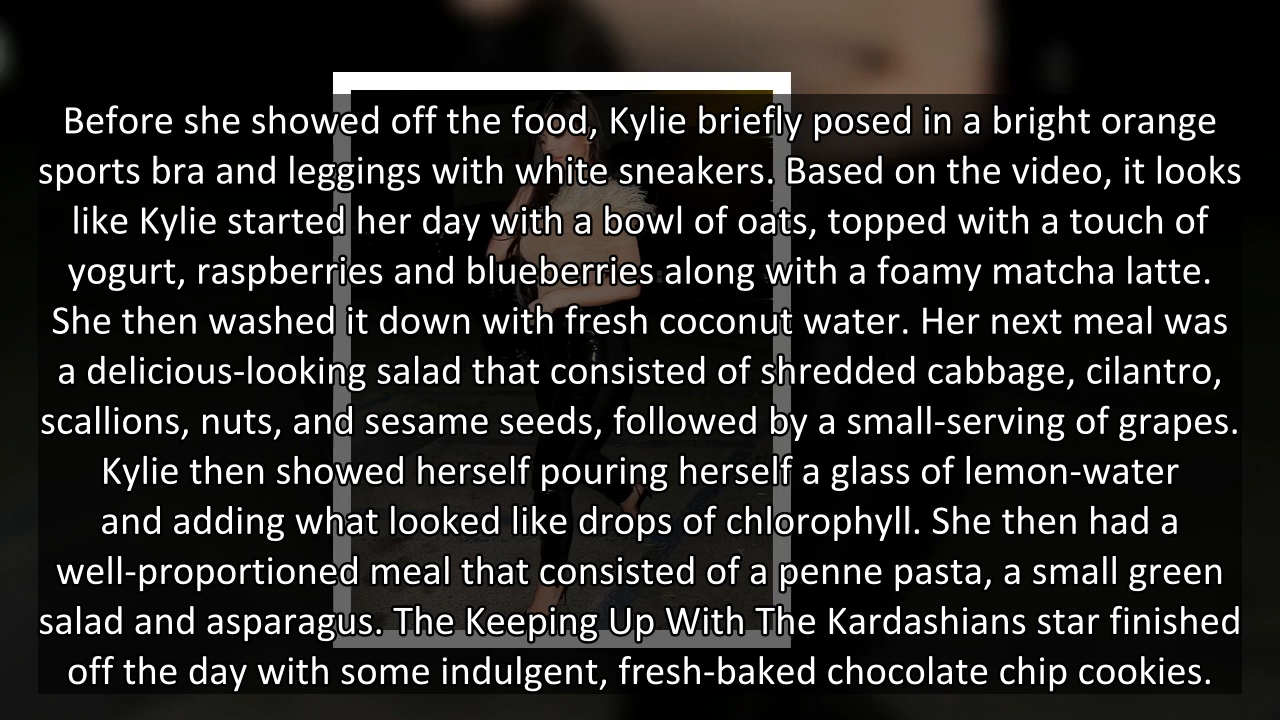 Before she showed off the food, Kylie briefly posed in a bright orange
sports bra and leggings with white sneakers. Based on the video, it looks
like Kylie started her day with a bowl of oats, topped with a touch of
yogurt, raspberries and blueberries along with a foamy matcha latte.
She then washed it down with fresh coconut water. Her next meal was
a delicious-looking salad that consisted of shredded cabbage, cilantro,
scallions, nuts, and sesame seeds, followed by a small-serving of grapes.
Kylie then showed herself pouring herself a glass of lemon-water
and adding what looked like drops of chlorophyll. She then had a
well-proportioned meal that consisted of a penne pasta, a small green
salad and asparagus. The Keeping Up With The Kardashians star finished
off the day with some indulgent, fresh-baked chocolate chip cookies.